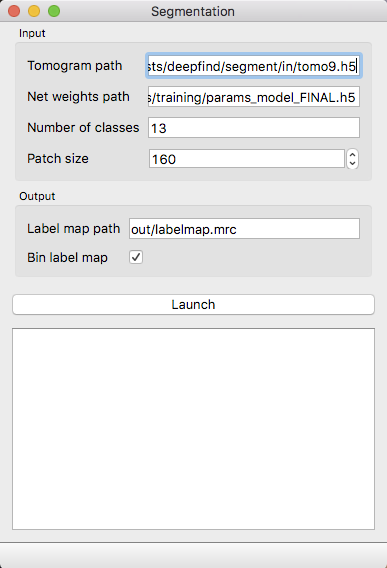 Segmentation
Input
Tomogram path sts/deepfind/segment/in/tomo9.h5
Net weights path s/training/params_model_FINAL.h5
Number of classes 13
Patch size 160
Output
Label map path out/labelmap.mrc
Bin label map
Launch